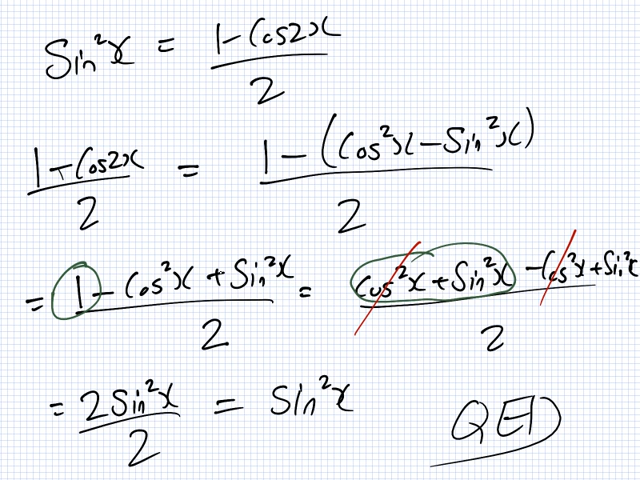 Sin²x = (1 - Cos2x)/2
(1 - Cos2x)/2 = (1 - (Cos²x - Sin²x))/2
= (1 - Cos²x + Sin²x)/2 = (Cos²x + Sin²x - Cos²x + Sin²x)/2
= 2Sin²x/2 = Sin²x QED